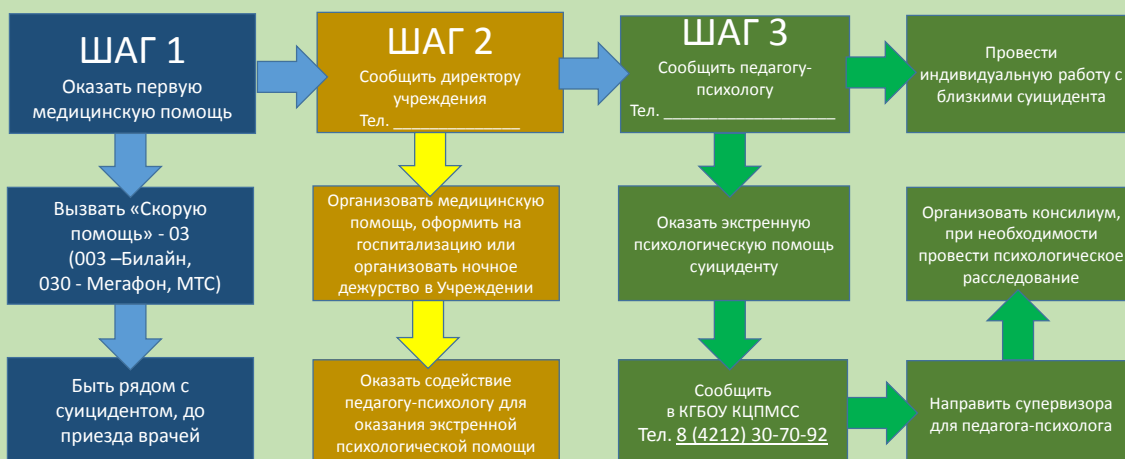 ШАГ 1
Оказать первую
медицинскую помощь
Вызвать «Скорую
помощь» - 03
(003 –Билайн,
030 - Мегафон, МТС)
Быть рядом с
суицидентом, до
приезда врачей
ШАГ 2
Сообщить директору
учреждения
Тел. ______________
Организовать медицинскую
помощь, оформить на
госпитализацию или
организовать ночное
дежурство в Учреждении
Оказать содействие
педагогу-психологу для
оказания экстренной
психологической помощи
ШАГ 3
Сообщить педагогу-
психологу
Тел. ___________________
Оказать экстренную
психологическую помощь
суициденту
Сообщить
в КГБОУ КЦПМСС
Тел. 8 (4212) 30-70-92
Провести
индивидуальную работу с
близкими суицидента
Организовать консилиум,
при необходимости
провести психологическое
расследование
Направить супервизора
для педагога-психолога